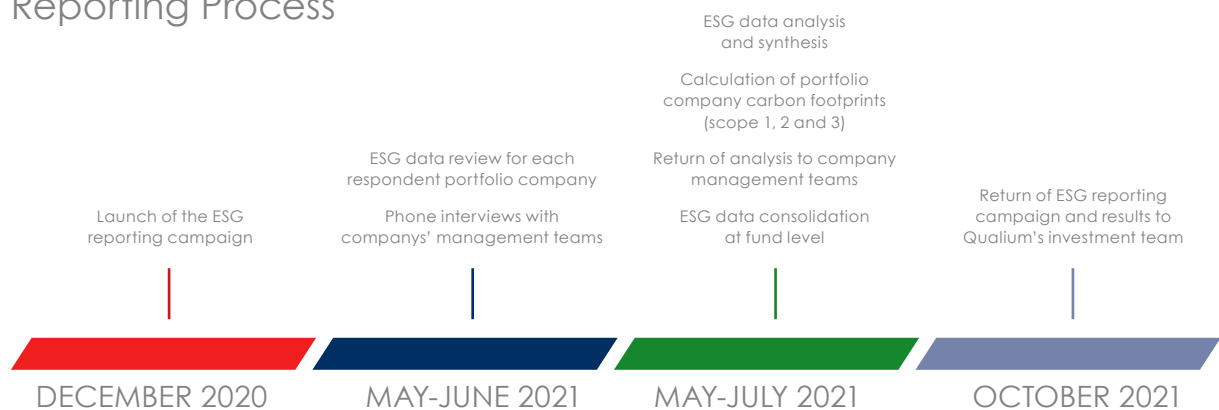 Reporting Process
Launch of the ESG
reporting campaign
ESG data review for each
respondent portfolio company
Phone interviews with
companys’ management teams
ESG data analysis
and synthesis
Calculation of portfolio
company carbon footprints
(scope 1, 2 and 3)
Return of analysis to company
management teams
ESG data consolidation
at fund level
Return of ESG reporting
campaign and results to
Qualium’s investment team
DECEMBER 2020
MAY-JUNE 2021
MAY-JULY 2021
OCTOBER 2021